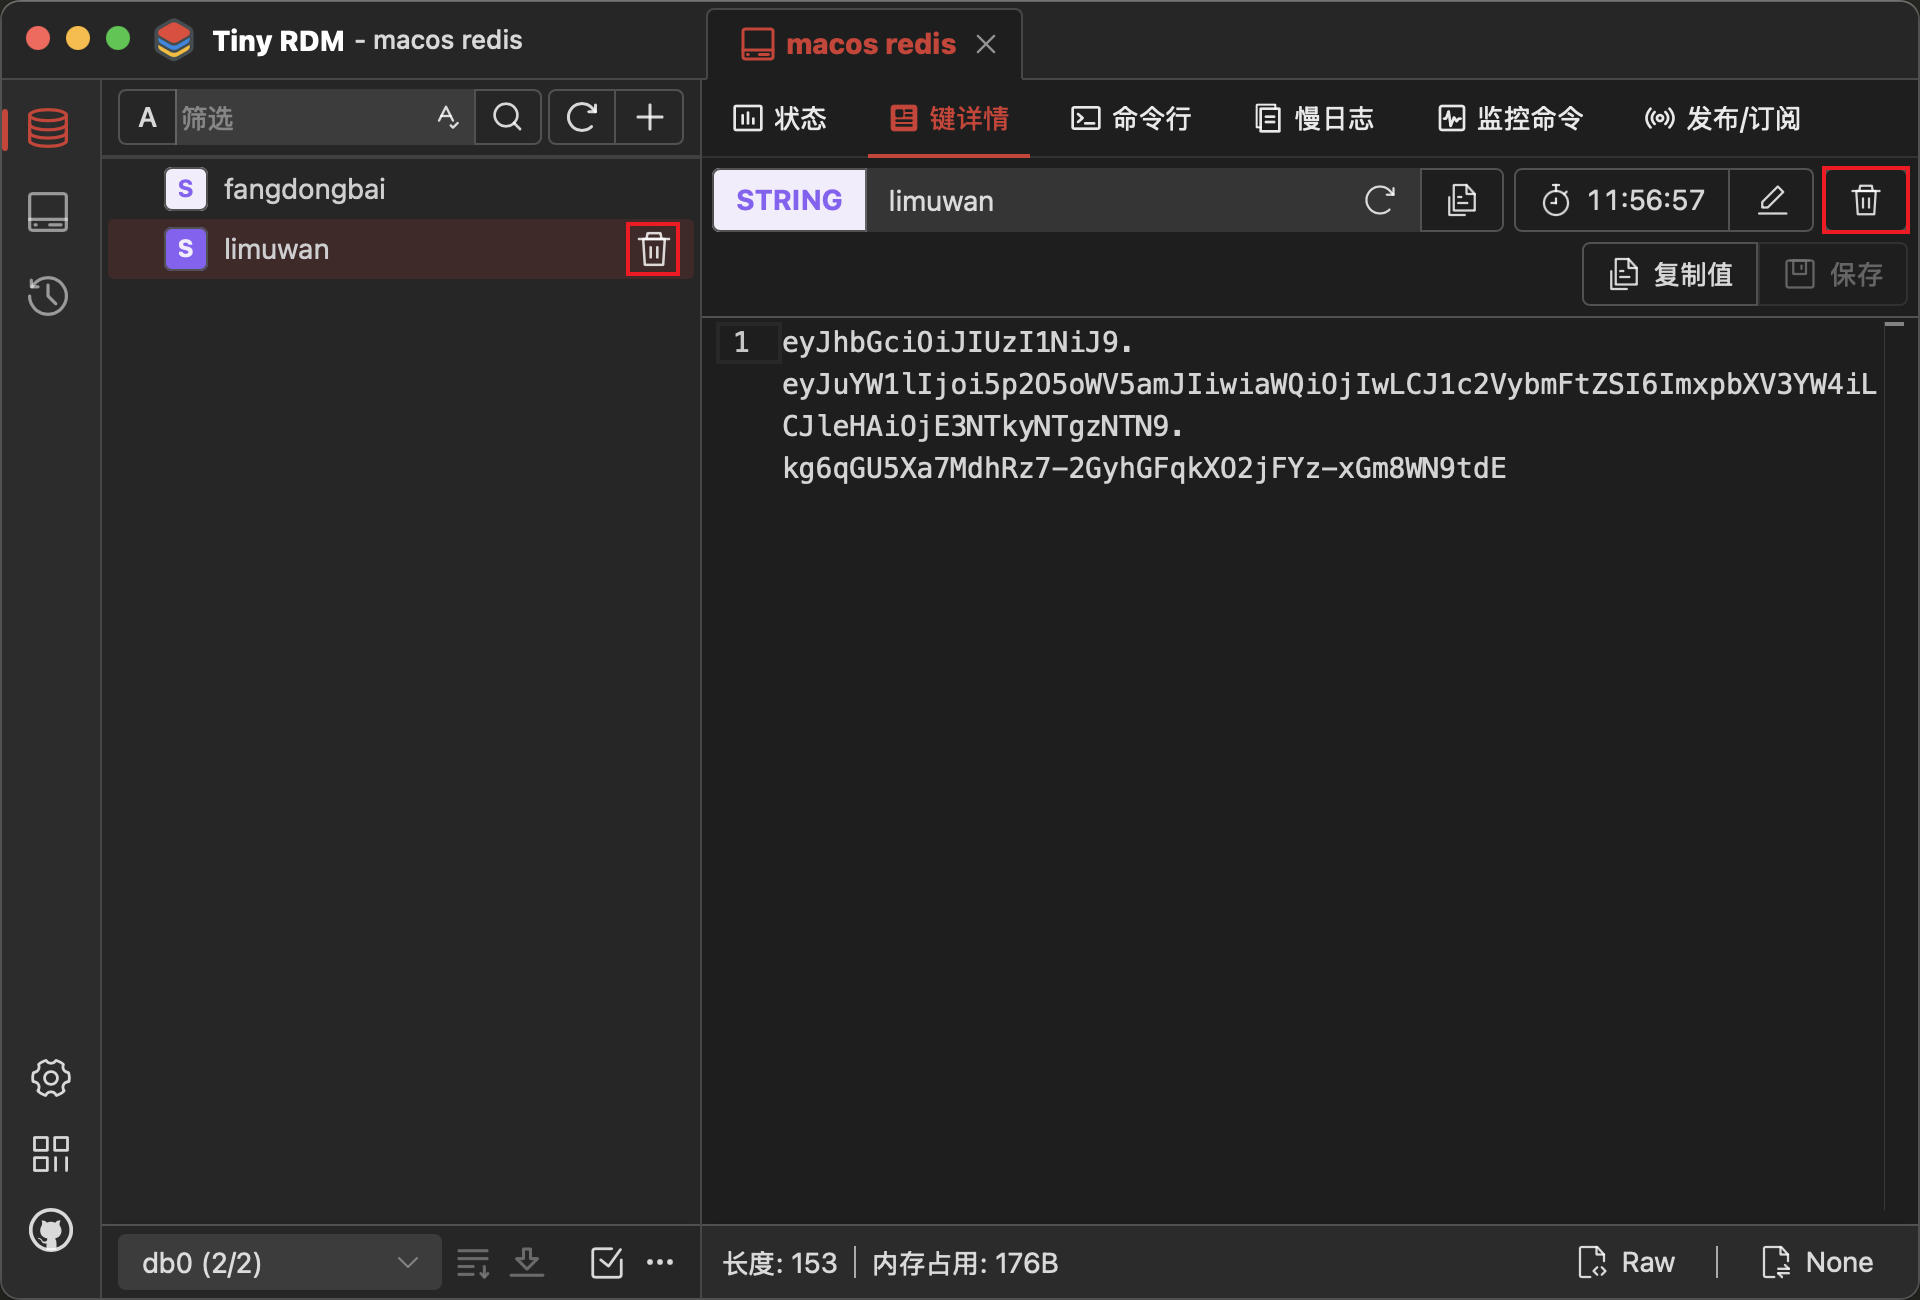 Tiny RDM - macos redis
macos redis
A 筛选
状态 键详情 命令行 慢日志 监控命令 发布/订阅
S fangdongbai
S limuwan
STRING limuwan 11:56:57
复制值 保存
1 eyJhbGciOiJIUzI1NiJ9.
eyJuYW1lIjoi5p2O5oWV5amJIiwiaWQiOjIwLCJ1c2VybmFtZSI6ImxpbXV3YW4iL
CJleHAiOjE3NTkyNTgzNTN9.
kg6qGU5Xa7MdhRz7-2GyhGFqkXO2jFYz-xGm8WN9tdE
db0 (2/2)
长度: 153 | 内存占用: 176B
Raw | None